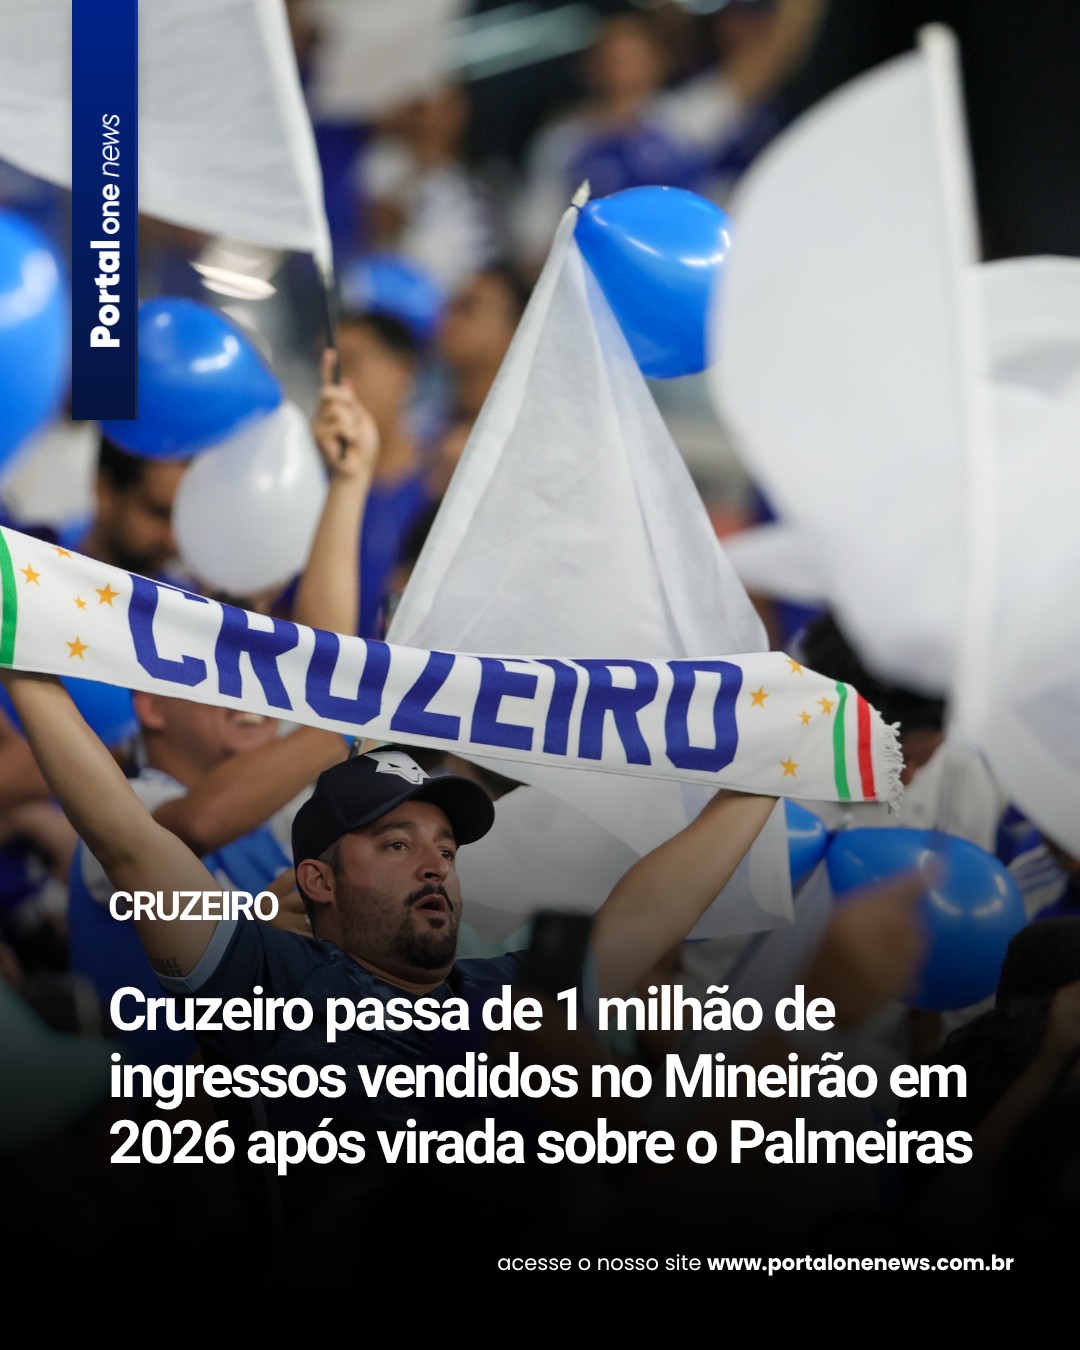 Portal one news
CRUZEIRO
CRUZEIRO
Cruzeiro passa de 1 milhão de
ingressos vendidos no Mineirão em
2026 após virada sobre o Palmeiras
acesse o nosso site www.portalonenews.com.br